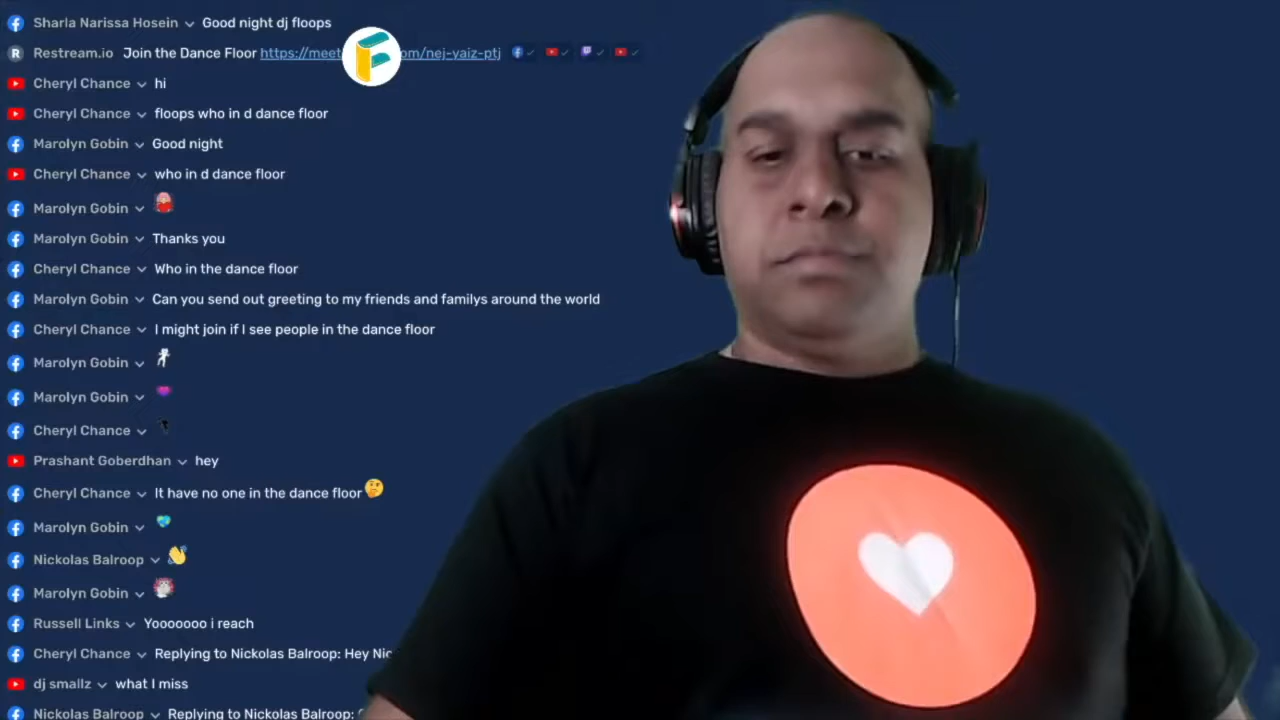 Sharla Narissa Hosein Good night dj floops
Restream.io Join the Dance Floor https://meet om/nej-vaiz-ptj
Cheryl Chance hi
Cheryl Chance floops who in d dance floor
Marolyn Gobin Good night
Cheryl Chance who in d dance floor
Marolyn Gobin
Marolyn Gobin Thanks you
Cheryl Chance Who in the dance floor
Marolyn Gobin Can you send out greeting to my friends and familys around the world
Cheryl Chance I might join if I see people in the dance floor
Marolyn Gobin
Marolyn Gobin
Cheryl Chance
Prashant Goberdhan hey
Cheryl Chance It have no one in the dance floor 🤔
Marolyn Gobin
Nickolas Balroop 👋
Marolyn Gobin
Russell Links Yooooooo i reach
Cheryl Chance Replying to Nickolas Balroop: Hey Nic
dj smallz what I miss
Nickolas Balroop Replying to Nickolas Balroop: